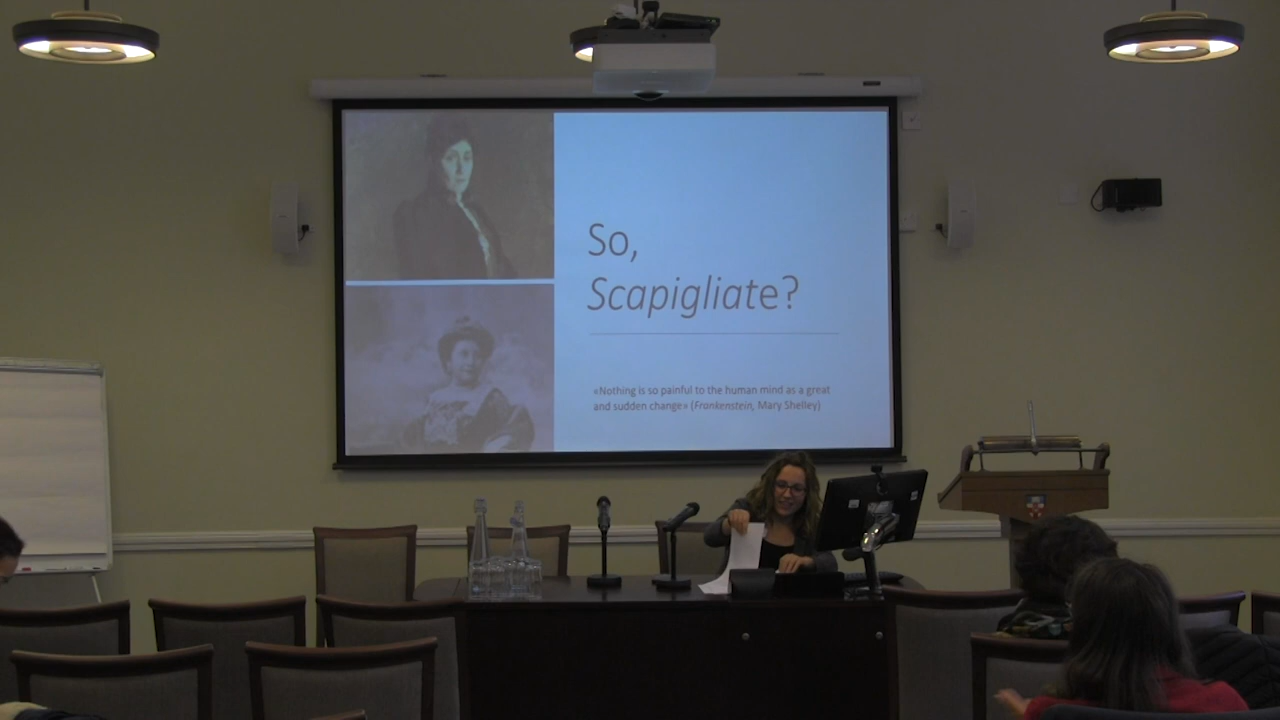 So,
Scapigliate?
«Nothing is so painful to the human mind as a great
and sudden change» (Frankenstein, Mary Shelley)